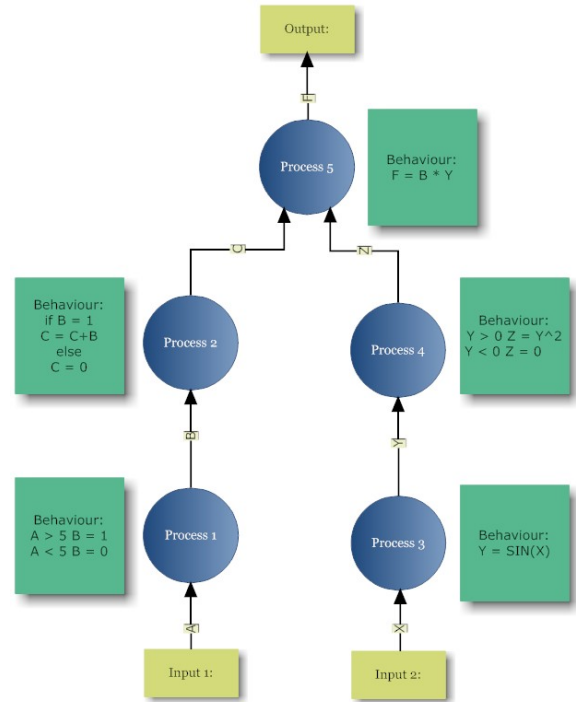 Output:
F
Process 5
Behaviour:
F = B * Y
C
Z
Behaviour:
if B = 1
C = C+B
else
C = 0
Process 2
Process 4
Behaviour:
Y > 0 Z = Y^2
Y < 0 Z = 0
B
Y
Behaviour:
A > 5 B = 1
A < 5 B = 0
Process 1
Process 3
Behaviour:
Y = SIN(X)
A
X
Input 1:
Input 2: